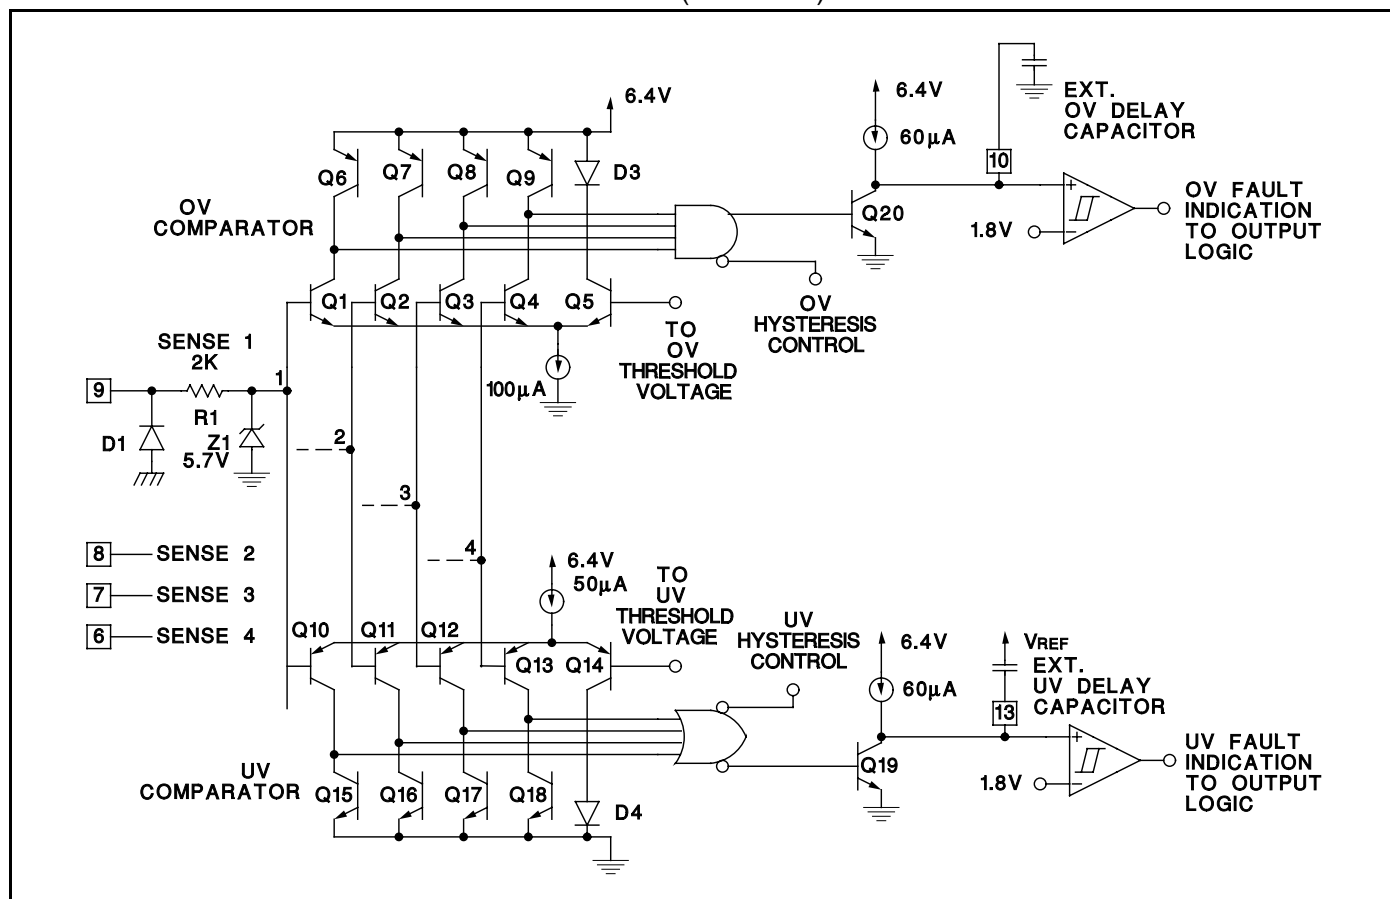 6.4V
6.4V
60µA
EXT.
OV DELAY
CAPACITOR
10
Q6
Q7
Q8
Q9
D3
OV
COMPARATOR
Q20
1.8V
+
−
OV FAULT
INDICATION
TO OUTPUT
LOGIC
Q1
Q2
Q3
Q4
Q5
OV
HYSTERESIS
CONTROL
TO
OV
THRESHOLD
VOLTAGE
100µA
SENSE 1
2K
1
9
R1
D1
Z1
5.7V
2
3
4
8
SENSE 2
7
SENSE 3
6
SENSE 4
6.4V
50µA
TO
UV
THRESHOLD
VOLTAGE
UV
HYSTERESIS
CONTROL
Q10
Q11
Q12
Q13
Q14
6.4V
60µA
VREF
EXT.
UV DELAY
CAPACITOR
13
UV
COMPARATOR
Q15
Q16
Q17
Q18
D4
Q19
1.8V
+
−
UV FAULT
INDICATION
TO OUTPUT
LOGIC